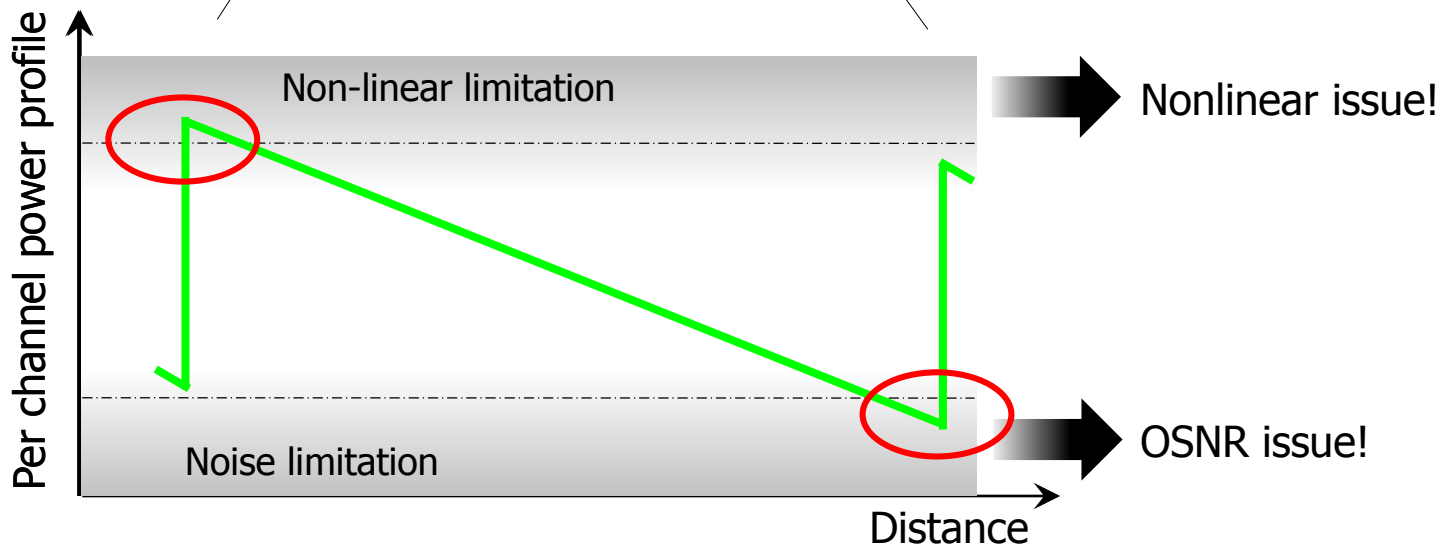 Per channel power profile
Non-linear limitation
Nonlinear issue!
Noise limitation
OSNR issue!
Distance